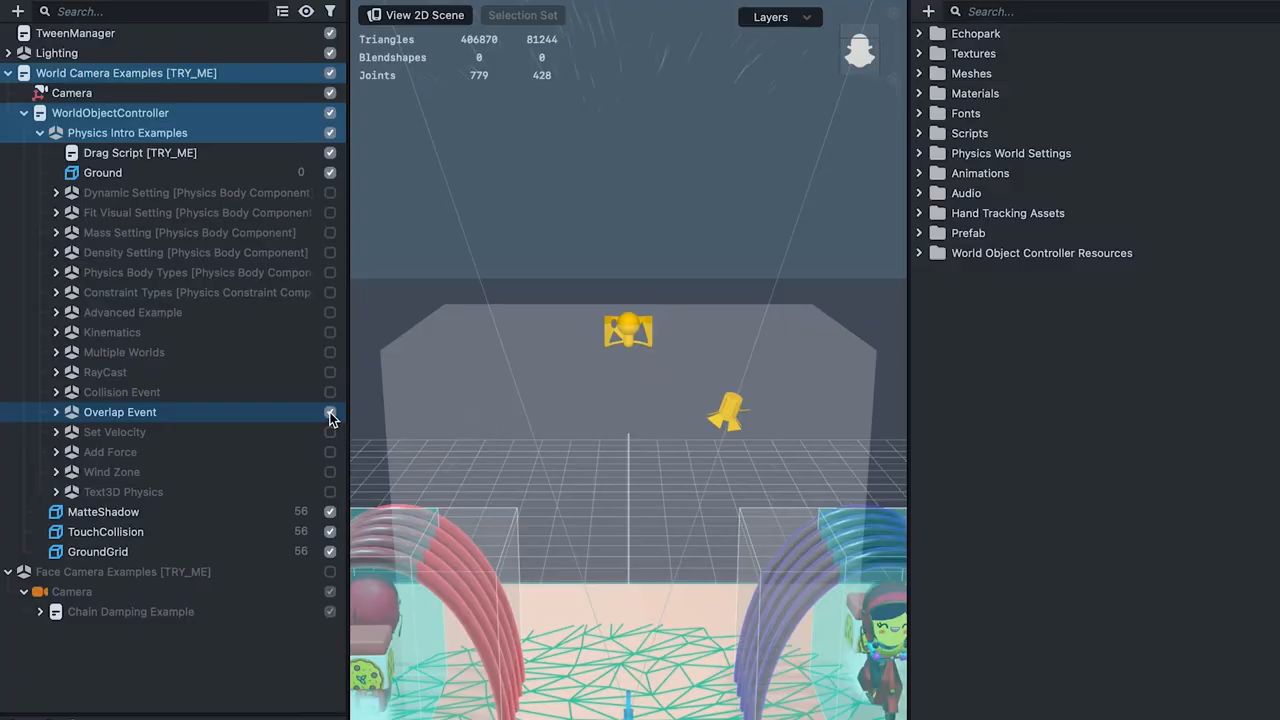 Search...
TweenManager
Lighting
World Camera Examples [TRY_ME]
Camera
WorldObjectController
Physics Intro Examples
Drag Script [TRY_ME]
Ground 0
Dynamic Setting [Physics Body Component
Fit Visual Setting [Physics Body Componen
Mass Setting [Physics Body Component]
Density Setting [Physics Body Component]
Physics Body Types [Physics Body Compon
Constraint Types [Physics Constraint Comp
Advanced Example
Kinematics
Multiple Worlds
RayCast
Collision Event
Overlap Event
Set Velocity
Add Force
Wind Zone
Text3D Physics
MatteShadow 56
TouchCollision 56
GroundGrid 56
Face Camera Examples [TRY_ME]
Camera
Chain Damping Example
View 2D Scene Selection Set Layers
Triangles 406870 81244
Blendshapes 0 0
Joints 779 428
Search...
Echopark
Textures
Meshes
Materials
Fonts
Scripts
Physics World Settings
Animations
Audio
Hand Tracking Assets
Prefab
World Object Controller Resources